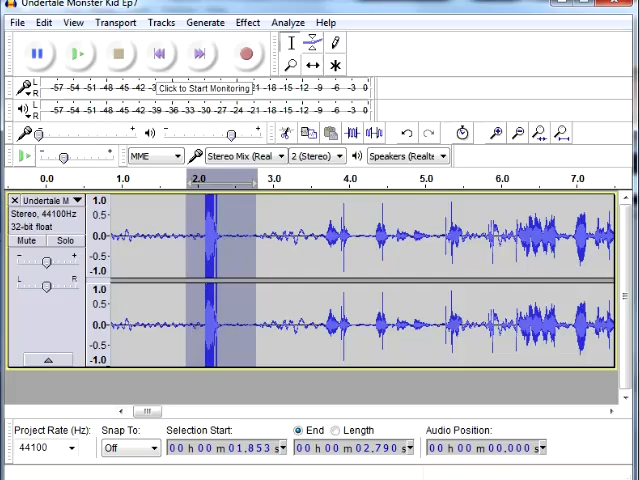 Undertale Monster Kid Ep7
File Edit View Transport Tracks Generate Effect Analyze Help
L R -57 -54 -51 -48 -45 -42 Click to Start Monitoring -21 -18 -15 -12 -9 -6 -3 0
L R -57 -54 -51 -48 -45 -42 -39 -36 -33 -30 -27 -24 -21 -18 -15 -12 -9 -6 -3 0
MME Stereo Mix (Real 2 (Stereo) Speakers (Realte
0.0 1.0 2.0 3.0 4.0 5.0 6.0 7.0
Undertale M 1.0
Stereo, 44100Hz 0.5
32-bit float
Mute Solo 0.0
- + -0.5
L R -1.0
1.0
0.5
0.0
-0.5
-1.0
Project Rate (Hz): Snap To: Selection Start: End Length Audio Position:
44100 Off 00 h 00 m 01.853 s 00 h 00 m 02.790 s 00 h 00 m 00.000 s